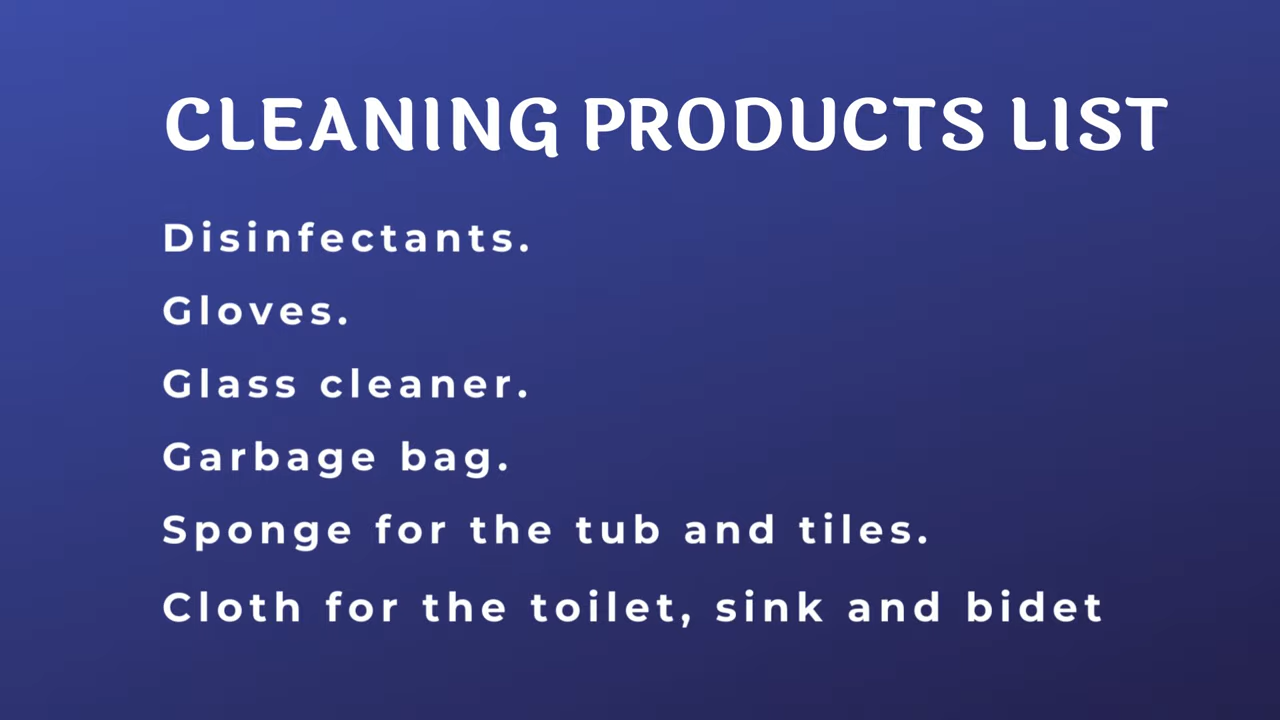 CLEANING PRODUCTS LIST
Disinfectants.
Gloves.
Glass cleaner.
Garbage bag.
Sponge for the tub and tiles.
Cloth for the toilet, sink and bidet